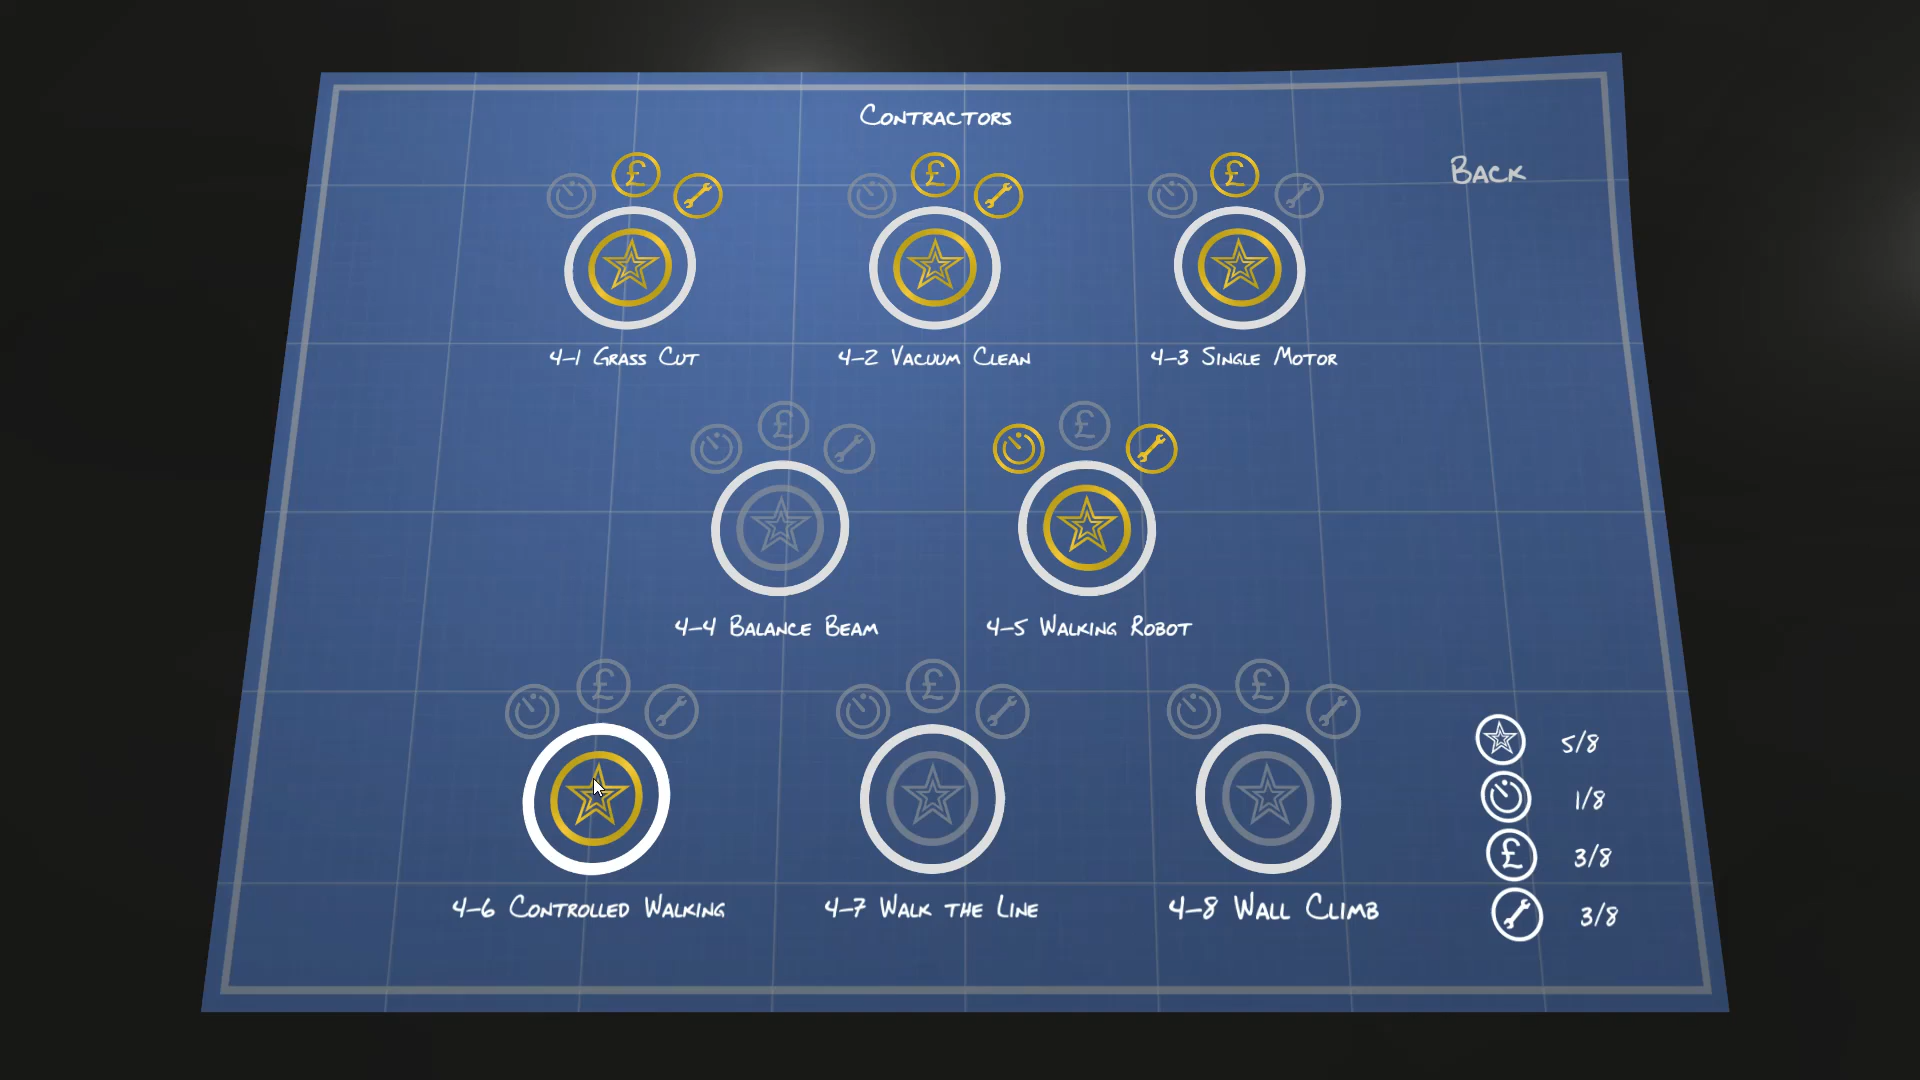 Contractors
Back
£ £ £
4-1 Grass Cut
4-2 Vacuum Clean
4-3 Single Motor
£ £
4-4 Balance Beam
4-5 Walking Robot
£ £ £
4-6 Controlled Walking
4-7 Walk the Line
4-8 Wall Climb
5/8
1/8
£ 3/8
3/8